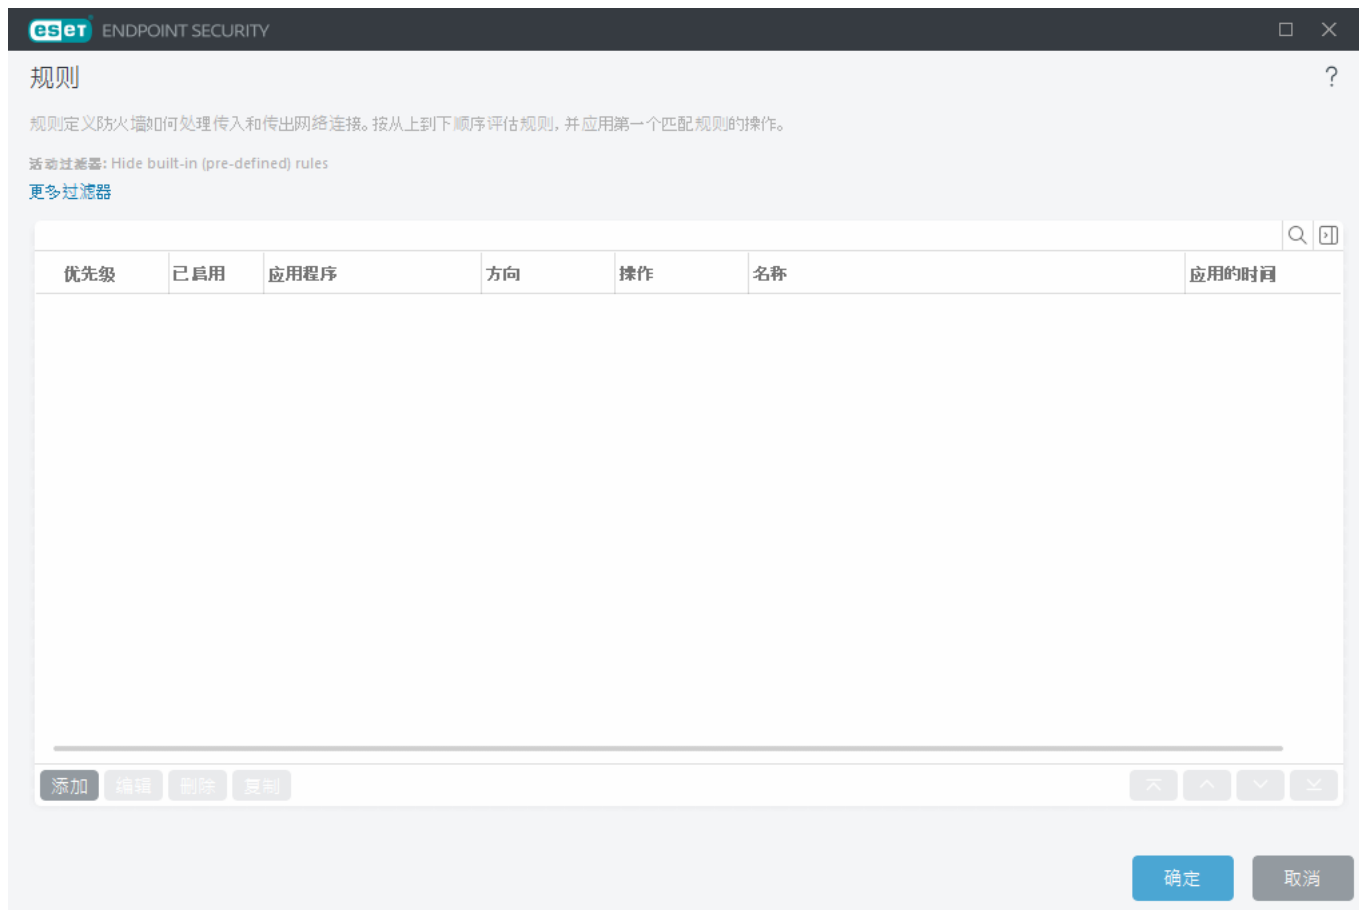 eset ENDPOINT SECURITY
规则
?
规则定义防火墙如何处理传入和传出网络连接。按从上到下顺序评估规则，并应用第一个匹配规则的操作。
活动过滤器: Hide built-in (pre-defined) rules
更多过滤器
优先级 已启用 应用程序 方向 操作 名称 应用的时间
添加 编辑 删除 复制
确定 取消